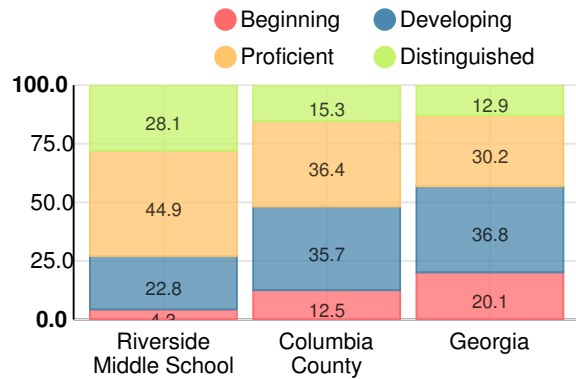 Beginning
Developing
Proficient
Distinguished
100.0
75.0
50.0
25.0
0.0
28.1
44.9
22.8
4.3
15.3
36.4
35.7
12.5
12.9
30.2
36.8
20.1
Riverside
Middle School
Columbia
County
Georgia